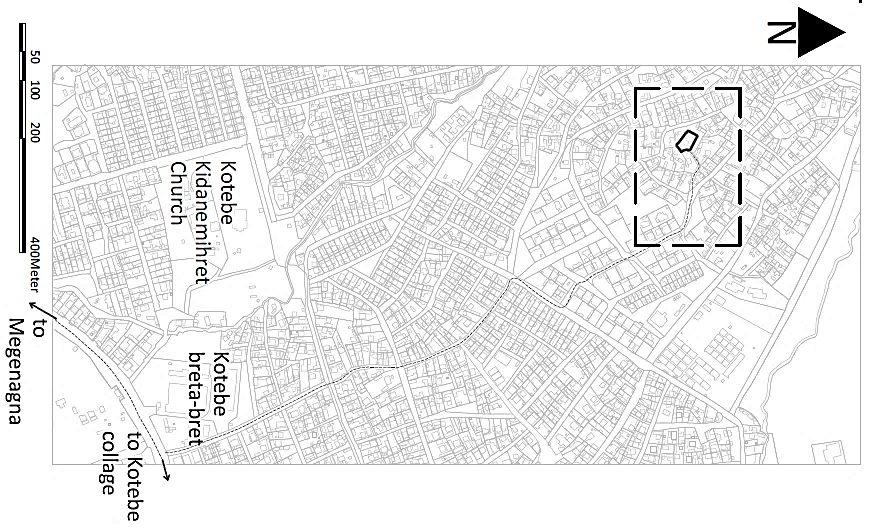 N
50
100
200
400Meter
Kotebe
Kidanemihret
Church
Kotebe
breta-bret
to
Megenagna
to Kotebe
collage